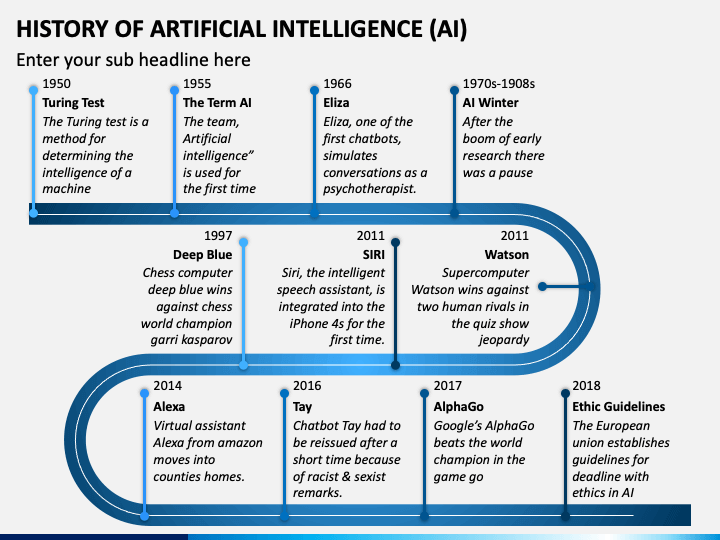 HISTORY OF ARTIFICIAL INTELLIGENCE (AI)
Enter your sub headline here
1950
Turing Test
The Turing test is a
method for
determining the
intelligence of a
machine
1955
The Term AI
The team,
Artificial
intelligence”
is used for
the first time
1966
Eliza
Eliza, one of the
first chatbots,
simulates
conversations as a
psychotherapist.
1970s-1908s
AI Winter
After the
boom of early
research there
was a pause
1997
Deep Blue
Chess computer
deep blue wins
against chess
world champion
garri kasparov
2011
SIRI
Siri, the intelligent
speech assistant, is
integrated into the
iPhone 4s for the
first time.
2011
Watson
Supercomputer
Watson wins against
two human rivals in
the quiz show
jeopardy
2014
Alexa
Virtual assistant
Alexa from amazon
moves into
counties homes.
2016
Tay
Chatbot Tay had to
be reissued after a
short time because
of racist & sexist
remarks.
2017
AlphaGo
Google’s AlphaGo
beats the world
champion in the
game go
2018
Ethic Guidelines
The European
union establishes
guidelines for
deadline with
ethics in AI